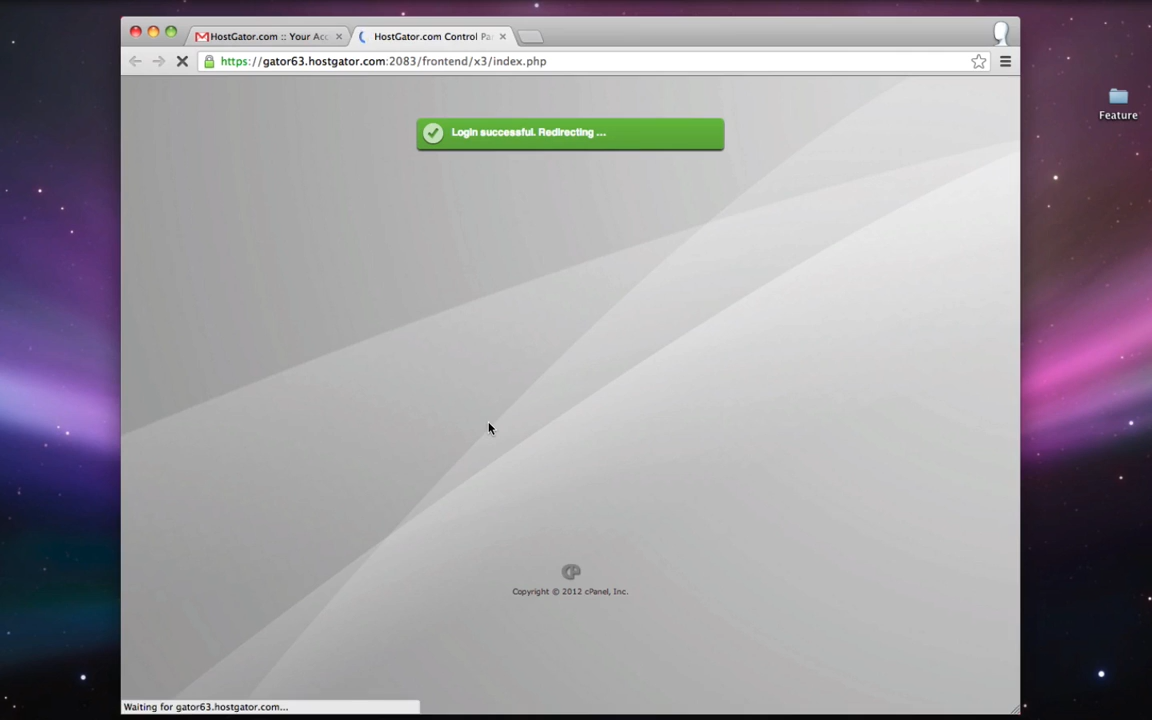 HostGator.com :: Your Acc
HostGator.com Control Pan
https://gator63.hostgator.com:2083/frontend/x3/index.php
Feature
Login successful. Redirecting ...
Copyright © 2012 cPanel, Inc.
Waiting for gator63.hostgator.com...